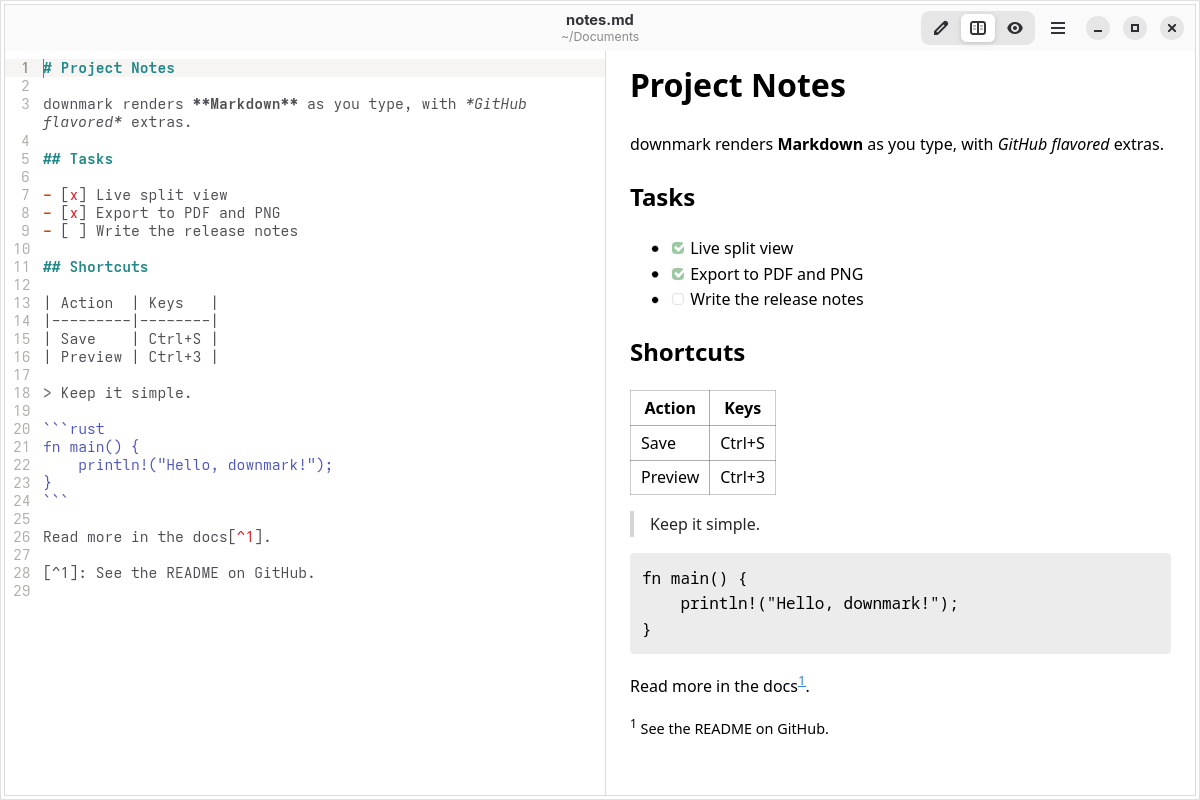 notes.md
~/Documents
1 # Project Notes
2
3 downmark renders **Markdown** as you type, with *GitHub
flavored* extras.
4
5 ## Tasks
6
7 - [x] Live split view
8 - [x] Export to PDF and PNG
9 - [ ] Write the release notes
10
11 ## Shortcuts
12
13 | Action  | Keys   |
14 |---------|--------|
15 | Save    | Ctrl+S |
16 | Preview | Ctrl+3 |
17
18 > Keep it simple.
19
20 ```rust
21 fn main() {
22     println!("Hello, downmark!");
23 }
24 ```
25
26 Read more in the docs[^1].
27
28 [^1]: See the README on GitHub.
29
Project Notes
downmark renders Markdown as you type, with GitHub flavored extras.
Tasks
Live split view
Export to PDF and PNG
Write the release notes
Shortcuts
Action Keys
Save Ctrl+S
Preview Ctrl+3
Keep it simple.
fn main() {
    println!("Hello, downmark!");
}
Read more in the docs1.
1 See the README on GitHub.